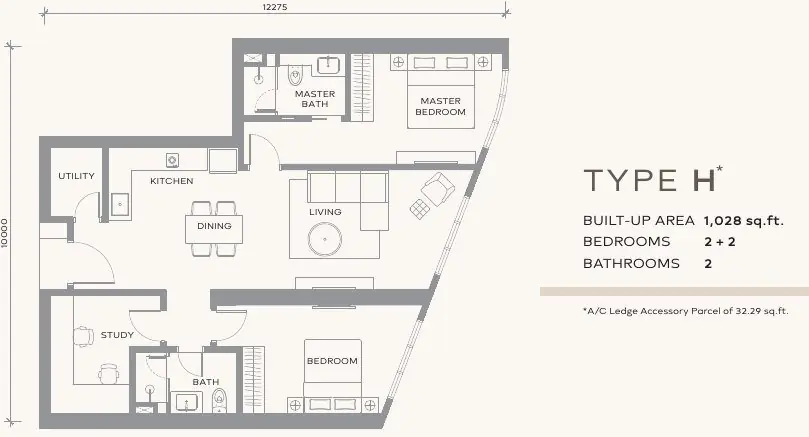 12275
10000
MASTER
BATH
MASTER
BEDROOM
UTILITY
KITCHEN
DINING
LIVING
STUDY
BATH
BEDROOM
TYPE H*
BUILT-UP AREA 1,028 sq.ft.
BEDROOMS 2 + 2
BATHROOMS 2
*A/C Ledge Accessory Parcel of 32.29 sq.ft.